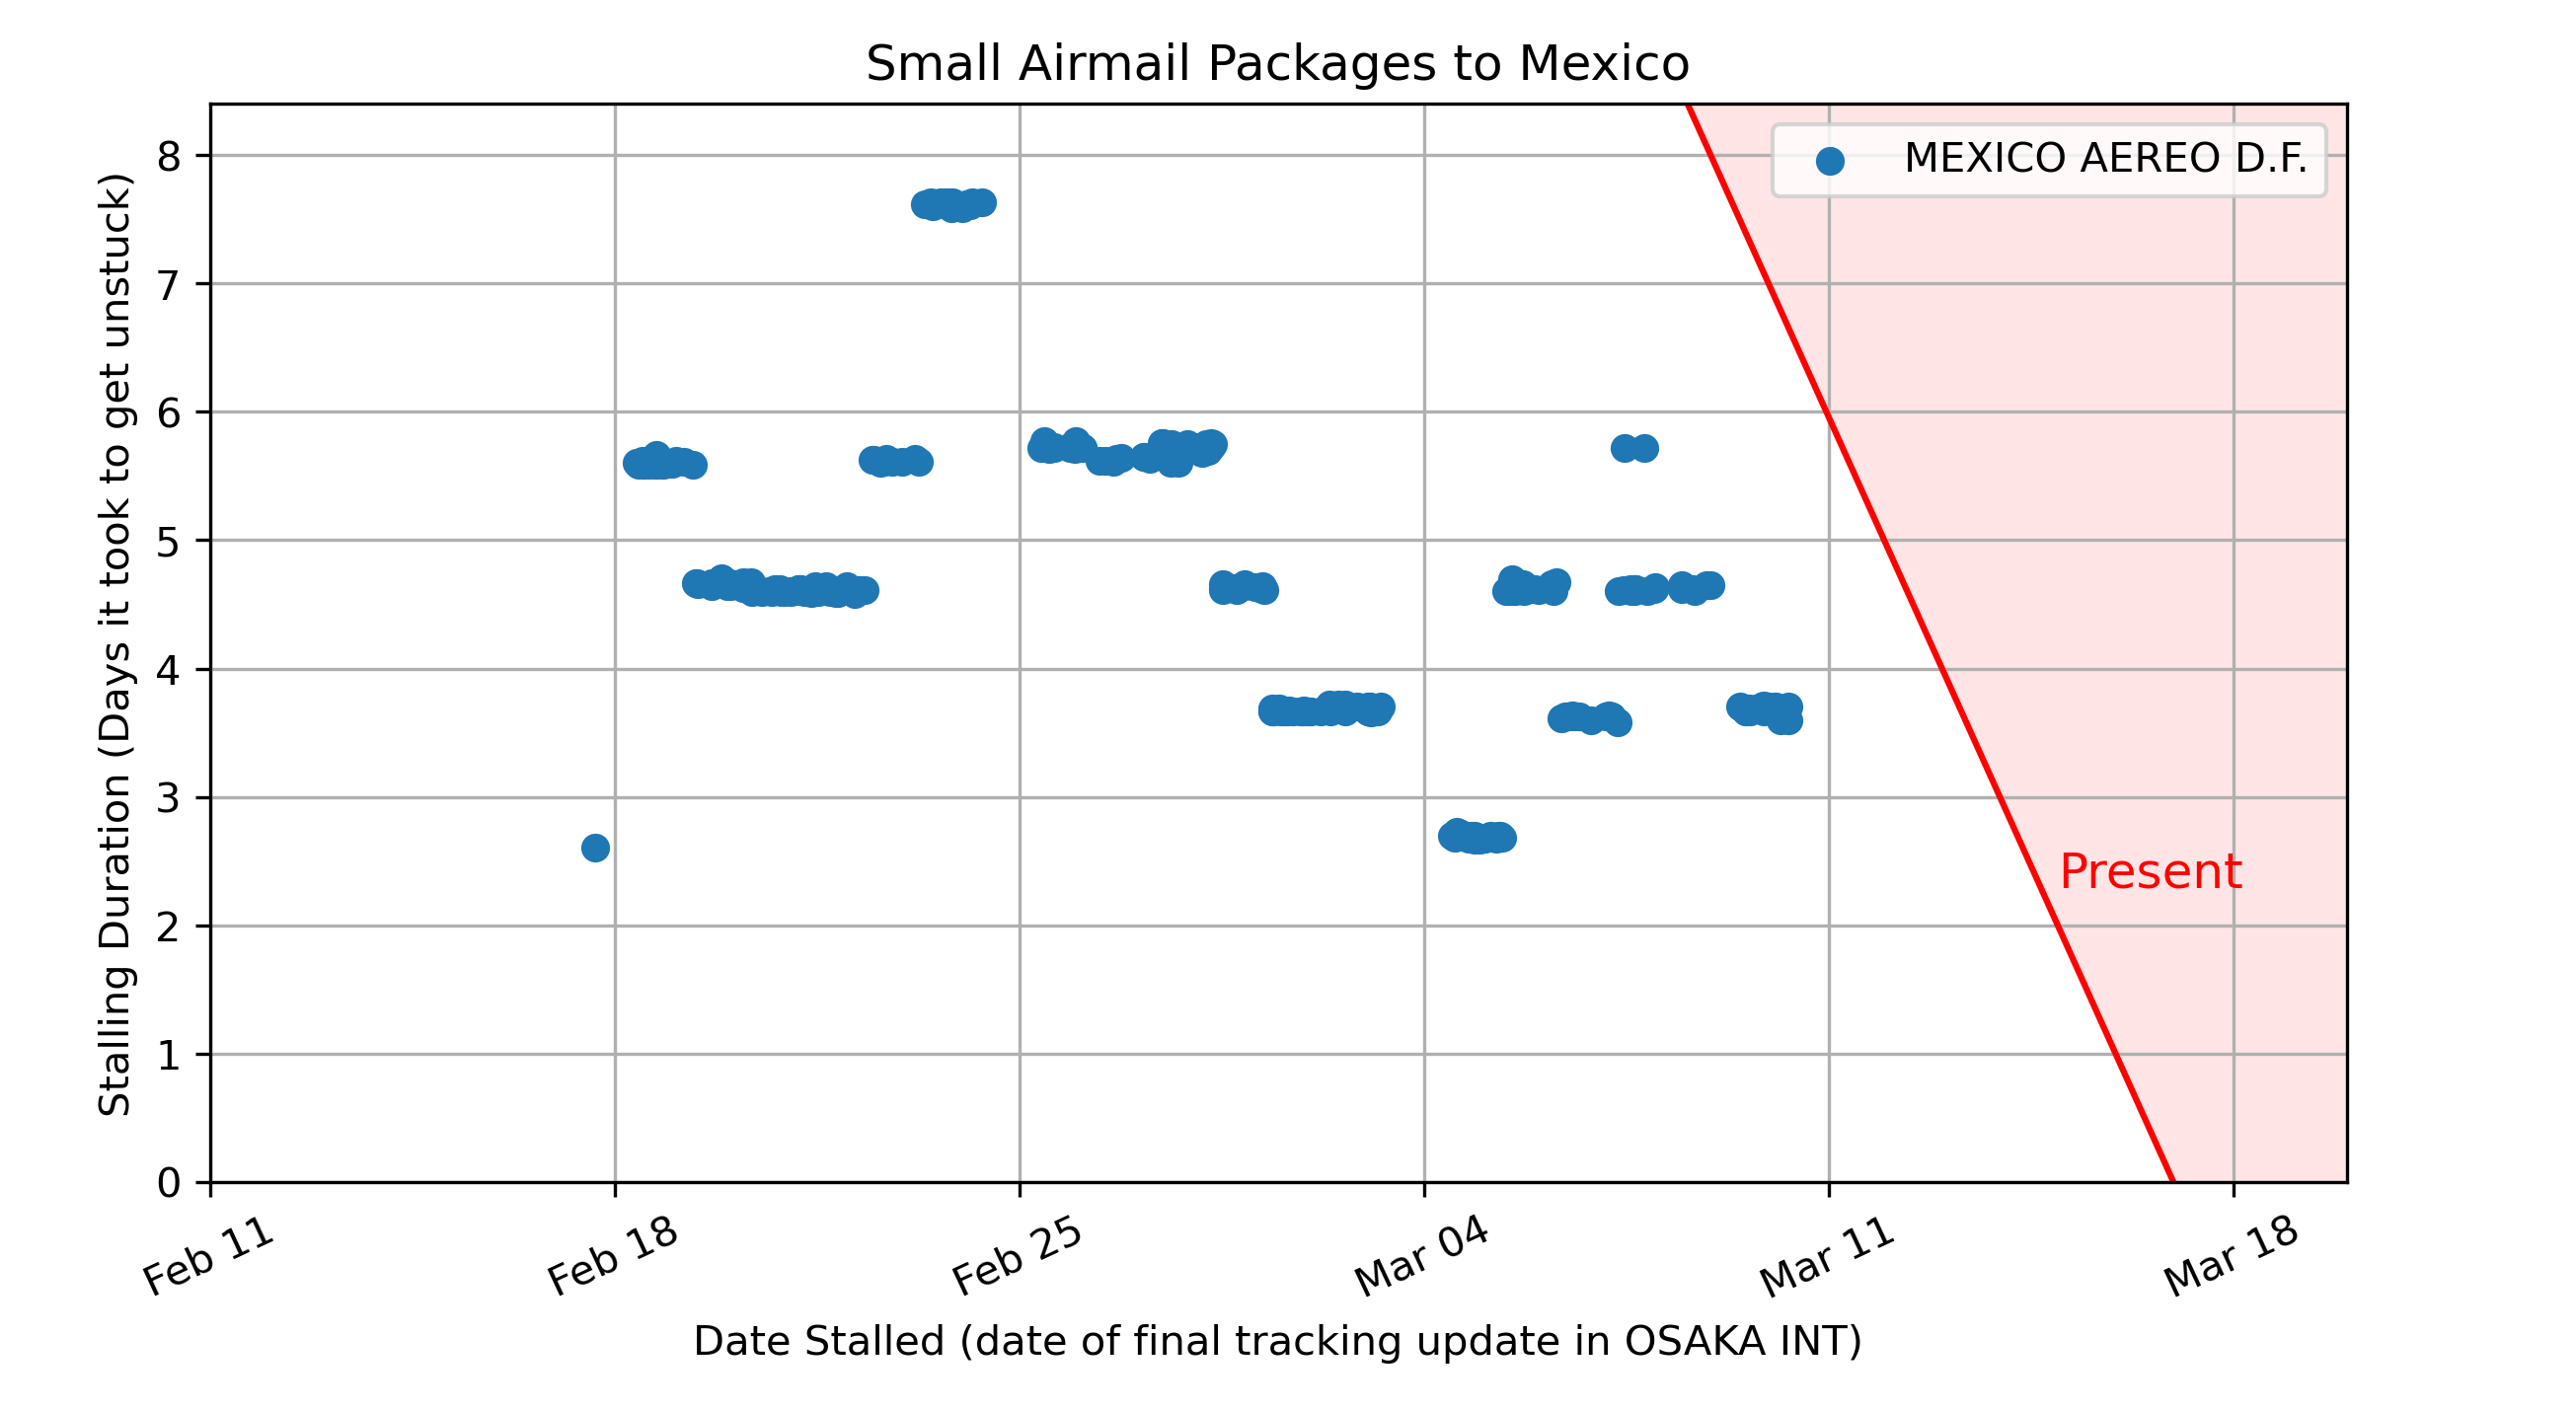 Small Airmail Packages to Mexico
MEXICO AEREO D.F.
Stalling Duration (Days it took to get unstuck)
8
7
6
5
4
3
2
1
0
Present
Feb 11
Feb 18
Feb 25
Mar 04
Mar 11
Mar 18
Date Stalled (date of final tracking update in OSAKA INT)